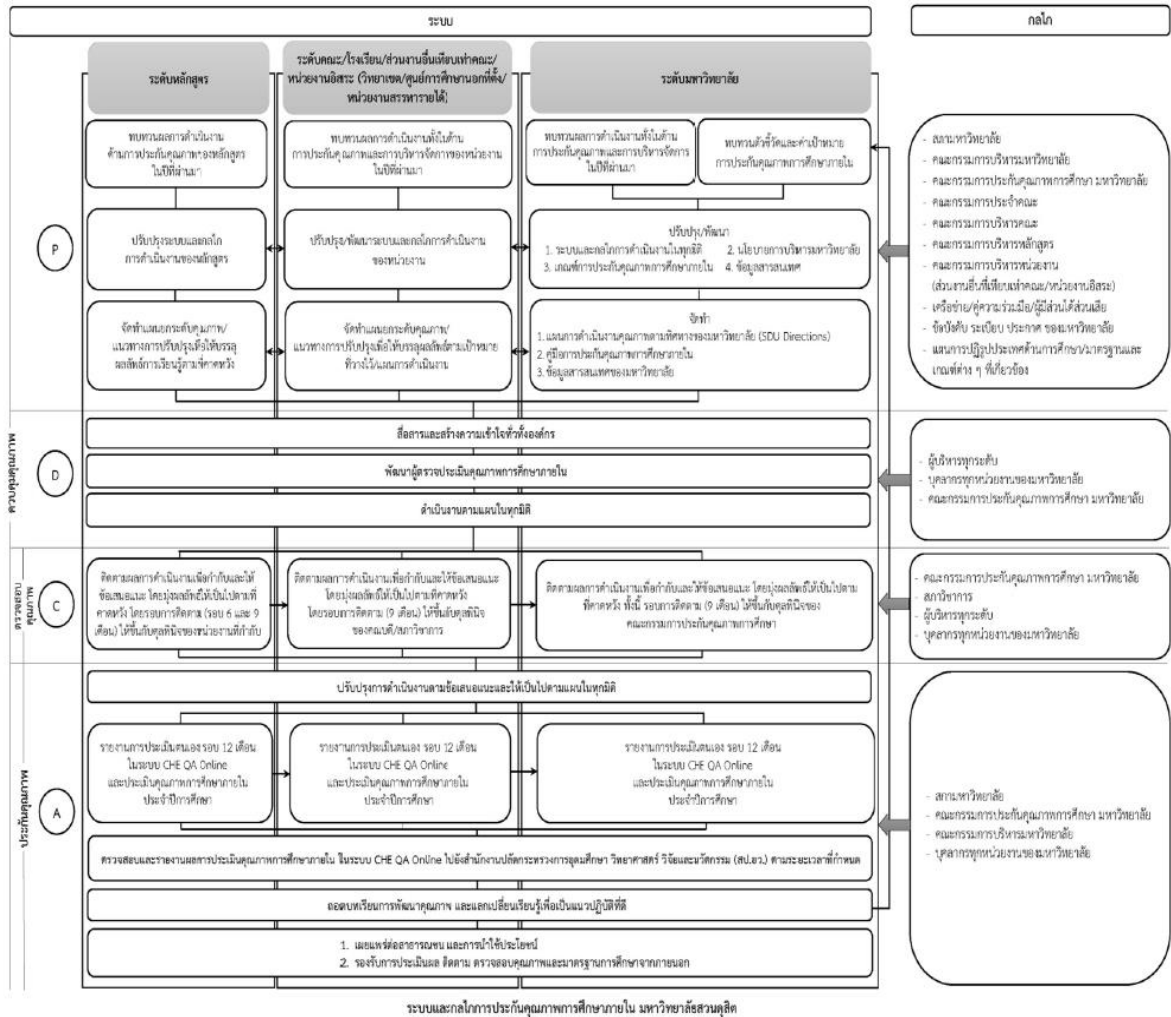 ระบบ
กลไก
ระดับหลักสูตร
ระดับคณะ/โรงเรียน/ส่วนงานอื่นเทียบเท่าคณะ/
หน่วยงานอิสระ (วิทยาเขต/ศูนย์การศึกษานอกที่ตั้ง/
หน่วยงานสรรหารายได้)
ระดับมหาวิทยาลัย
P
ทบทวนผลการดำเนินงาน
ด้านการประกันคุณภาพของหลักสูตร
ในปีที่ผ่านมา
ทบทวนผลการดำเนินงานทั้งในด้าน
การประกันคุณภาพและการบริหารจัดการของหน่วยงาน
ในปีที่ผ่านมา
ทบทวนผลการดำเนินงานทั้งในด้าน
การประกันคุณภาพและการบริหารจัดการ
ในปีที่ผ่านมา
ทบทวนตัวชี้วัดและค่าเป้าหมาย
การประกันคุณภาพการศึกษาภายใน
ปรับปรุงระบบและกลไก
การดำเนินงานของหลักสูตร
ปรับปรุง/พัฒนาระบบและกลไกการดำเนินงาน
ของหน่วยงาน
ปรับปรุง/พัฒนา
1. ระบบและกลไกการดำเนินงานในทุกมิติ 2. นโยบายการบริหารมหาวิทยาลัย
3. เกณฑ์การประกันคุณภาพการศึกษาภายใน 4. ข้อมูลสารสนเทศ
จัดทำแผนยกระดับคุณภาพ/
แนวทางการปรับปรุงเพื่อให้บรรลุ
ผลลัพธ์การเรียนรู้ตามที่คาดหวัง
จัดทำแผนยกระดับคุณภาพ/
แนวทางการปรับปรุงเพื่อให้บรรลุผลลัพธ์ตามเป้าหมาย
ที่วางไว้/แผนการดำเนินงาน
จัดทำ
1. แผนการดำเนินงานคุณภาพตามทิศทางของมหาวิทยาลัย (SDU Directions)
2. คู่มือการประกันคุณภาพการศึกษาภายใน
3. ข้อมูลสารสนเทศของมหาวิทยาลัย
- สภามหาวิทยาลัย
- คณะกรรมการบริหารมหาวิทยาลัย
- คณะกรรมการประกันคุณภาพการศึกษา มหาวิทยาลัย
- คณะกรรมการประจำคณะ
- คณะกรรมการบริหารคณะ
- คณะกรรมการบริหารหลักสูตร
- คณะกรรมการบริหารหน่วยงาน
(ส่วนงานอื่นที่เทียบเท่าคณะ/หน่วยงานอิสระ)
- เครือข่าย/คู่ความร่วมมือ/ผู้มีส่วนได้ส่วนเสีย
- ข้อบังคับ ระเบียบ ประกาศ ของมหาวิทยาลัย
- แผนการปฏิรูปประเทศด้านการศึกษา/มาตรฐานและ
เกณฑ์ต่าง ๆ ที่เกี่ยวข้อง
ควบคุมคุณภาพ
D
สื่อสารและสร้างความเข้าใจทั่วทั้งองค์กร
พัฒนาผู้ตรวจประเมินคุณภาพการศึกษาภายใน
ดำเนินงานตามแผนในทุกมิติ
- ผู้บริหารทุกระดับ
- บุคลากรทุกหน่วยงานของมหาวิทยาลัย
- คณะกรรมการประกันคุณภาพการศึกษา มหาวิทยาลัย
ตรวจสอบ
คุณภาพ
C
ติดตามผลการดำเนินงานเพื่อกำกับและให้
ข้อเสนอแนะ โดยมุ่งผลลัพธ์ให้เป็นไปตามที่
คาดหวัง โดยรอบการติดตาม (รอบ 6 และ 9
เดือน) ให้ขึ้นกับดุลพินิจของหน่วยงานที่กำกับ
ติดตามผลการดำเนินงานเพื่อกำกับและให้ข้อเสนอแนะ
โดยมุ่งผลลัพธ์ให้เป็นไปตามที่คาดหวัง
โดยรอบการติดตาม (9 เดือน) ให้ขึ้นกับดุลพินิจ
ของคณบดี/สภาวิชาการ
ติดตามผลการดำเนินงานเพื่อกำกับและให้ข้อเสนอแนะ โดยมุ่งผลลัพธ์ให้เป็นไปตาม
ที่คาดหวัง ทั้งนี้ รอบการติดตาม (9 เดือน) ให้ขึ้นกับดุลพินิจของ
คณะกรรมการประกันคุณภาพการศึกษา
- คณะกรรมการประกันคุณภาพการศึกษา มหาวิทยาลัย
- สภาวิชาการ
- ผู้บริหารทุกระดับ
- บุคลากรทุกหน่วยงานของมหาวิทยาลัย
ประกันคุณภาพ
A
ปรับปรุงการดำเนินงานตามข้อเสนอแนะและให้เป็นไปตามแผนในทุกมิติ
รายงานการประเมินตนเอง รอบ 12 เดือน
ในระบบ CHE QA Online
และประเมินคุณภาพการศึกษาภายใน
ประจำปีการศึกษา
รายงานการประเมินตนเอง รอบ 12 เดือน
ในระบบ CHE QA Online
และประเมินคุณภาพการศึกษาภายใน
ประจำปีการศึกษา
รายงานการประเมินตนเอง รอบ 12 เดือน
ในระบบ CHE QA Online
และประเมินคุณภาพการศึกษาภายใน
ประจำปีการศึกษา
ตรวจสอบและรายงานผลการประเมินคุณภาพการศึกษาภายใน ในระบบ CHE QA Online ไปยังสำนักงานปลัดกระทรวงการอุดมศึกษา วิทยาศาสตร์ วิจัยและนวัตกรรม (สป.อว.) ตามระยะเวลาที่กำหนด
ถอดบทเรียนการพัฒนาคุณภาพ และแลกเปลี่ยนเรียนรู้เพื่อเป็นแนวปฏิบัติที่ดี
1. เผยแพร่ต่อสาธารณชน และการนำใช้ประโยชน์
2. รองรับการประเมินผล ติดตาม ตรวจสอบคุณภาพและมาตรฐานการศึกษาจากภายนอก
- สภามหาวิทยาลัย
- คณะกรรมการประกันคุณภาพการศึกษา มหาวิทยาลัย
- คณะกรรมการบริหารมหาวิทยาลัย
- บุคลากรทุกหน่วยงานของมหาวิทยาลัย
ระบบและกลไกการประกันคุณภาพการศึกษาภายใน มหาวิทยาลัยสวนดุสิต